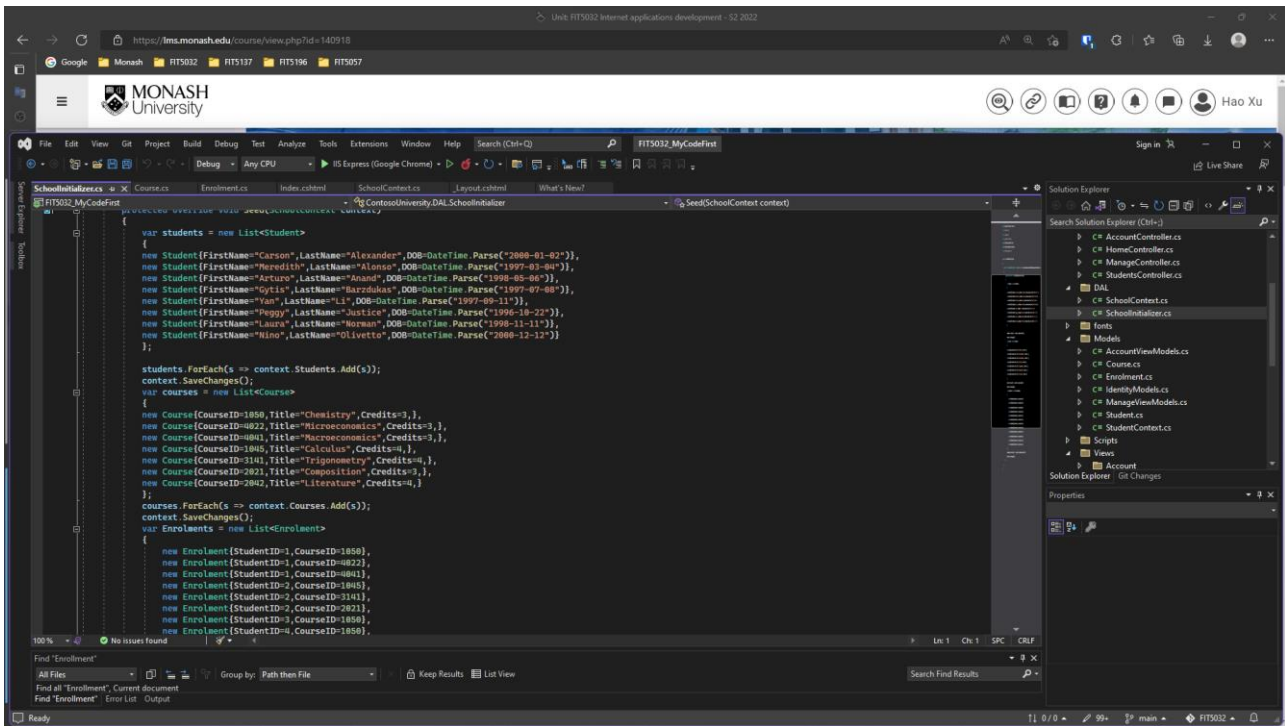 Unit: FIT5032 Internet applications development - S2 2022
https://lms.monash.edu/course/view.php?id=140918
Google Monash FIT5032 FIT5137 FIT5196 FIT5057
MONASH
University
Hao Xu
File Edit View Git Project Build Debug Test Analyze Tools Extensions Window Help Search (Ctrl+Q) FIT5032_MyCodeFirst Sign in
Debug Any CPU IIS Express (Google Chrome) Live Share
Server Explorer
Toolbox
SchoolInitializer.cs Course.cs Enrolment.cs Index.cshtml SchoolContext.cs _Layout.cshtml What's New?
FIT5032_MyCodeFirst ContosoUniversity.DAL.SchoolInitializer Seed(SchoolContext context)
protected override void Seed(SchoolContext context)
{
var students = new List<Student>
{
new Student{FirstName="Carson",LastName="Alexander",DOB=DateTime.Parse("2000-01-02")},
new Student{FirstName="Meredith",LastName="Alonso",DOB=DateTime.Parse("1997-03-04")},
new Student{FirstName="Arturo",LastName="Anand",DOB=DateTime.Parse("1998-05-06")},
new Student{FirstName="Gytis",LastName="Barzdukas",DOB=DateTime.Parse("1997-07-08")},
new Student{FirstName="Yan",LastName="Li",DOB=DateTime.Parse("1997-09-11")},
new Student{FirstName="Peggy",LastName="Justice",DOB=DateTime.Parse("1996-10-22")},
new Student{FirstName="Laura",LastName="Norman",DOB=DateTime.Parse("1998-11-11")},
new Student{FirstName="Nino",LastName="Olivetto",DOB=DateTime.Parse("2000-12-12")}
};
students.ForEach(s => context.Students.Add(s));
context.SaveChanges();
var courses = new List<Course>
{
new Course{CourseID=1050,Title="Chemistry",Credits=3,},
new Course{CourseID=4022,Title="Microeconomics",Credits=3,},
new Course{CourseID=4041,Title="Macroeconomics",Credits=3,},
new Course{CourseID=1045,Title="Calculus",Credits=4,},
new Course{CourseID=3141,Title="Trigonometry",Credits=4,},
new Course{CourseID=2021,Title="Composition",Credits=3,},
new Course{CourseID=2042,Title="Literature",Credits=4,}
};
courses.ForEach(s => context.Courses.Add(s));
context.SaveChanges();
var Enrolments = new List<Enrolment>
{
new Enrolment{StudentID=1,CourseID=1050},
new Enrolment{StudentID=1,CourseID=4022},
new Enrolment{StudentID=1,CourseID=4041},
new Enrolment{StudentID=2,CourseID=1045},
new Enrolment{StudentID=2,CourseID=3141},
new Enrolment{StudentID=2,CourseID=2021},
new Enrolment{StudentID=3,CourseID=1050},
new Enrolment{StudentID=4,CourseID=1050},
100 % No issues found Ln: 1 Ch: 1 SPC CRLF
Find "Enrollment"
All Files Group by: Path then File Keep Results List View Search Find Results
Find all "Enrollment", Current document
Find "Enrollment" Error List Output
Solution Explorer
Search Solution Explorer (Ctrl+;)
C# AccountController.cs
C# HomeController.cs
C# ManageController.cs
C# StudentsController.cs
DAL
C# SchoolContext.cs
C# SchoolInitializer.cs
fonts
Models
C# AccountViewModels.cs
C# Course.cs
C# Enrolment.cs
C# IdentityModels.cs
C# ManageViewModels.cs
C# Student.cs
C# StudentContext.cs
Scripts
Views
Account
Solution Explorer Git Changes
Properties
Ready 0 / 0 99+ main FIT5032